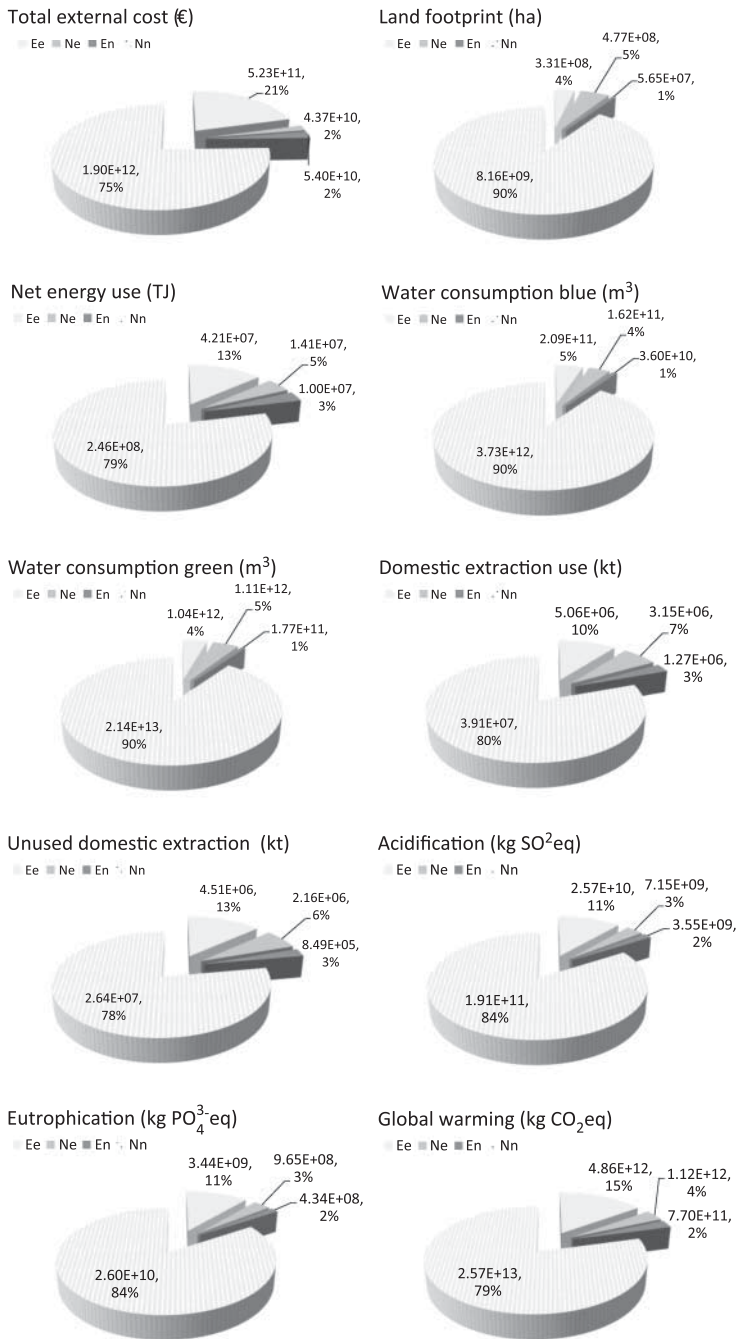 Total external cost (€)
Ee Ne En Nn
5.23E+11,
21%
4.37E+10,
2%
5.40E+10,
2%
1.90E+12,
75%
Land footprint (ha)
Ee Ne En Nn
3.31E+08,
4%
4.77E+08,
5%
5.65E+07,
1%
8.16E+09,
90%
Net energy use (TJ)
Ee Ne En Nn
4.21E+07,
13%
1.41E+07,
5%
1.00E+07,
3%
2.46E+08,
79%
Water consumption blue (m³)
Ee Ne En Nn
2.09E+11,
5%
1.62E+11,
4%
3.60E+10,
1%
3.73E+12,
90%
Water consumption green (m³)
Ee Ne En Nn
1.04E+12,
4%
1.11E+12,
5%
1.77E+11,
1%
2.14E+13,
90%
Domestic extraction use (kt)
Ee Ne En Nn
5.06E+06,
10%
3.15E+06,
7%
1.27E+06,
3%
3.91E+07,
80%
Unused domestic extraction (kt)
Ee Ne En Nn
4.51E+06,
13%
2.16E+06,
6%
8.49E+05,
3%
2.64E+07,
78%
Acidification (kg SO²eq)
Ee Ne En Nn
2.57E+10,
11%
7.15E+09,
3%
3.55E+09,
2%
1.91E+11,
84%
Eutrophication (kg PO₄³⁻eq)
Ee Ne En Nn
3.44E+09,
11%
9.65E+08,
3%
4.34E+08,
2%
2.60E+10,
84%
Global warming (kg CO₂eq)
Ee Ne En Nn
4.86E+12,
15%
1.12E+12,
4%
7.70E+11,
2%
2.57E+13,
79%